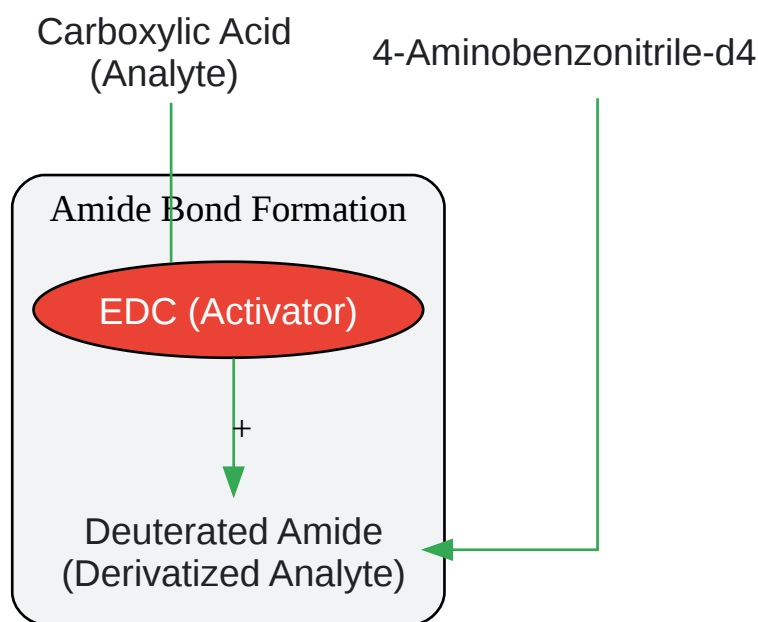 Carboxylic Acid
(Analyte)
4-Aminobenzonitrile-d4
Amide Bond Formation
EDC (Activator)
+
Deuterated Amide
(Derivatized Analyte)